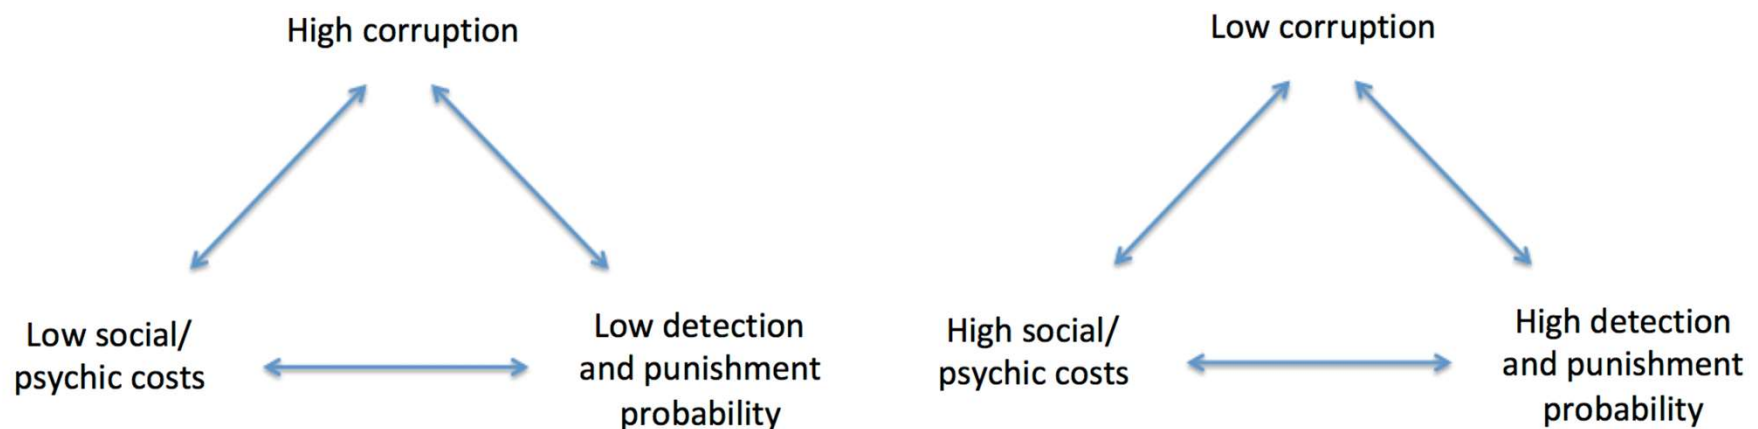 High corruption
Low social/
psychic costs
Low detection
and punishment
probability
Low corruption
High social/
psychic costs
High detection
and punishment
probability